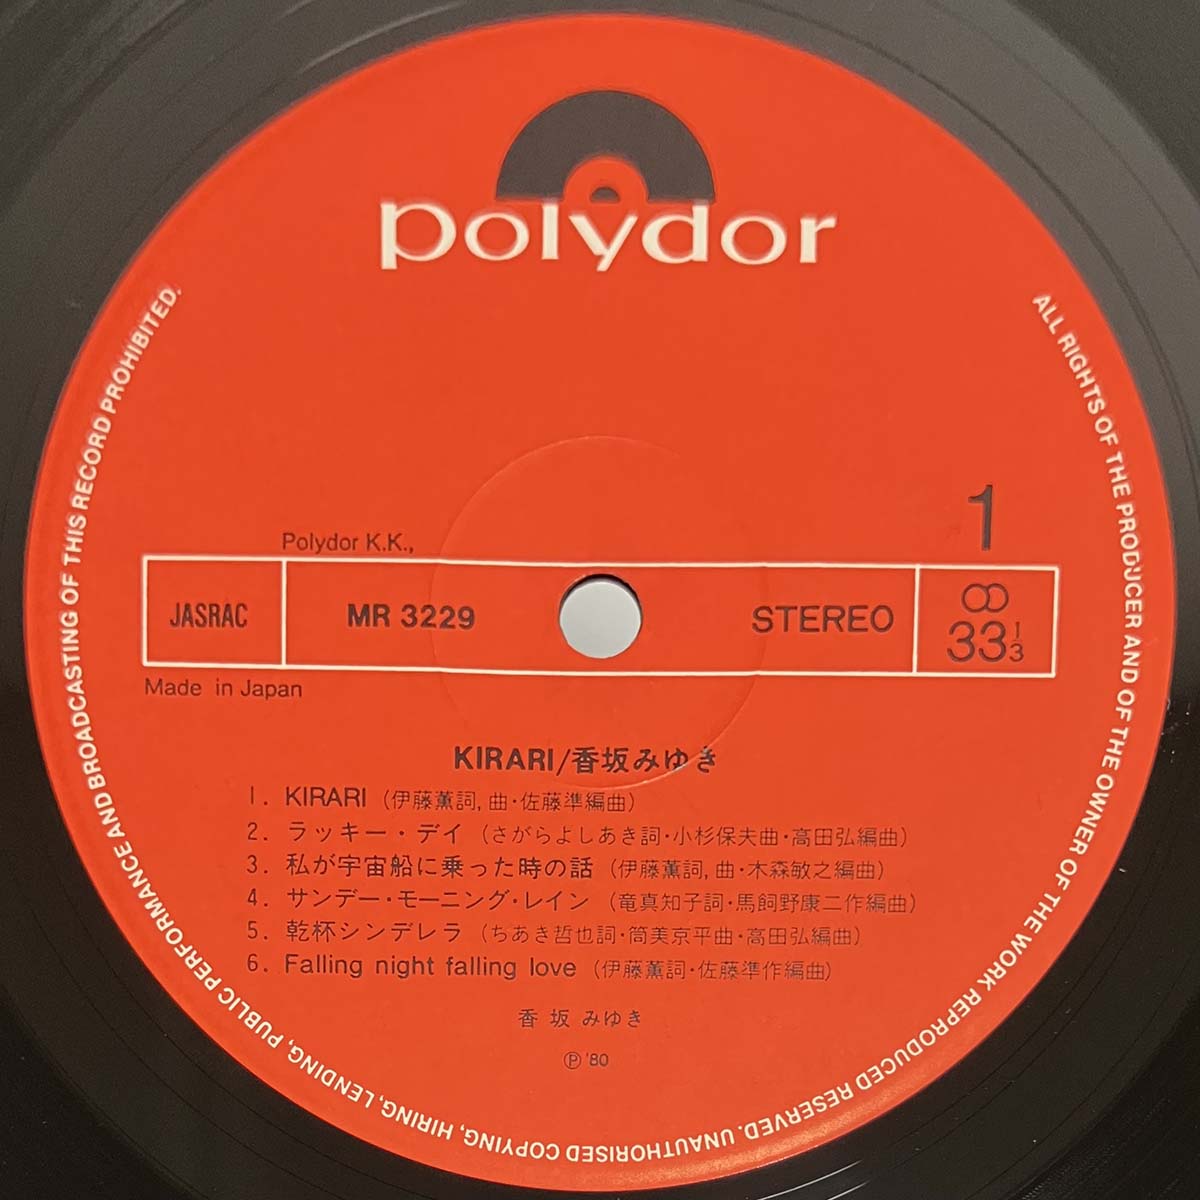 polydor
ALL RIGHTS OF THE PRODUCER AND OF THE OWNER OF THE WORK REPRODUCED RESERVED. UNAUTHORISED COPYING, HIRING, LENDING, PUBLIC PERFORMANCE AND BROADCASTING OF THIS RECORD PROHIBITED.
1
Polydor K.K.,
JASRAC MR 3229 STEREO ∞ 33 1/3
Made in Japan
KIRARI/香坂みゆき
1. KIRARI (伊藤薫詞,曲・佐藤準編曲)
2. ラッキー・デイ (さがらよしあき詞・小杉保夫曲・高田弘編曲)
3. 私が宇宙船に乗った時の話 (伊藤薫詞,曲・木森敏之編曲)
4. サンデー・モーニング・レイン (竜真知子詞・馬飼野康二作編曲)
5. 乾杯シンデレラ (ちあき哲也詞・筒美京平曲・高田弘編曲)
6. Falling night falling love (伊藤薫詞・佐藤準作編曲)
香坂 みゆき
Ⓟ '80